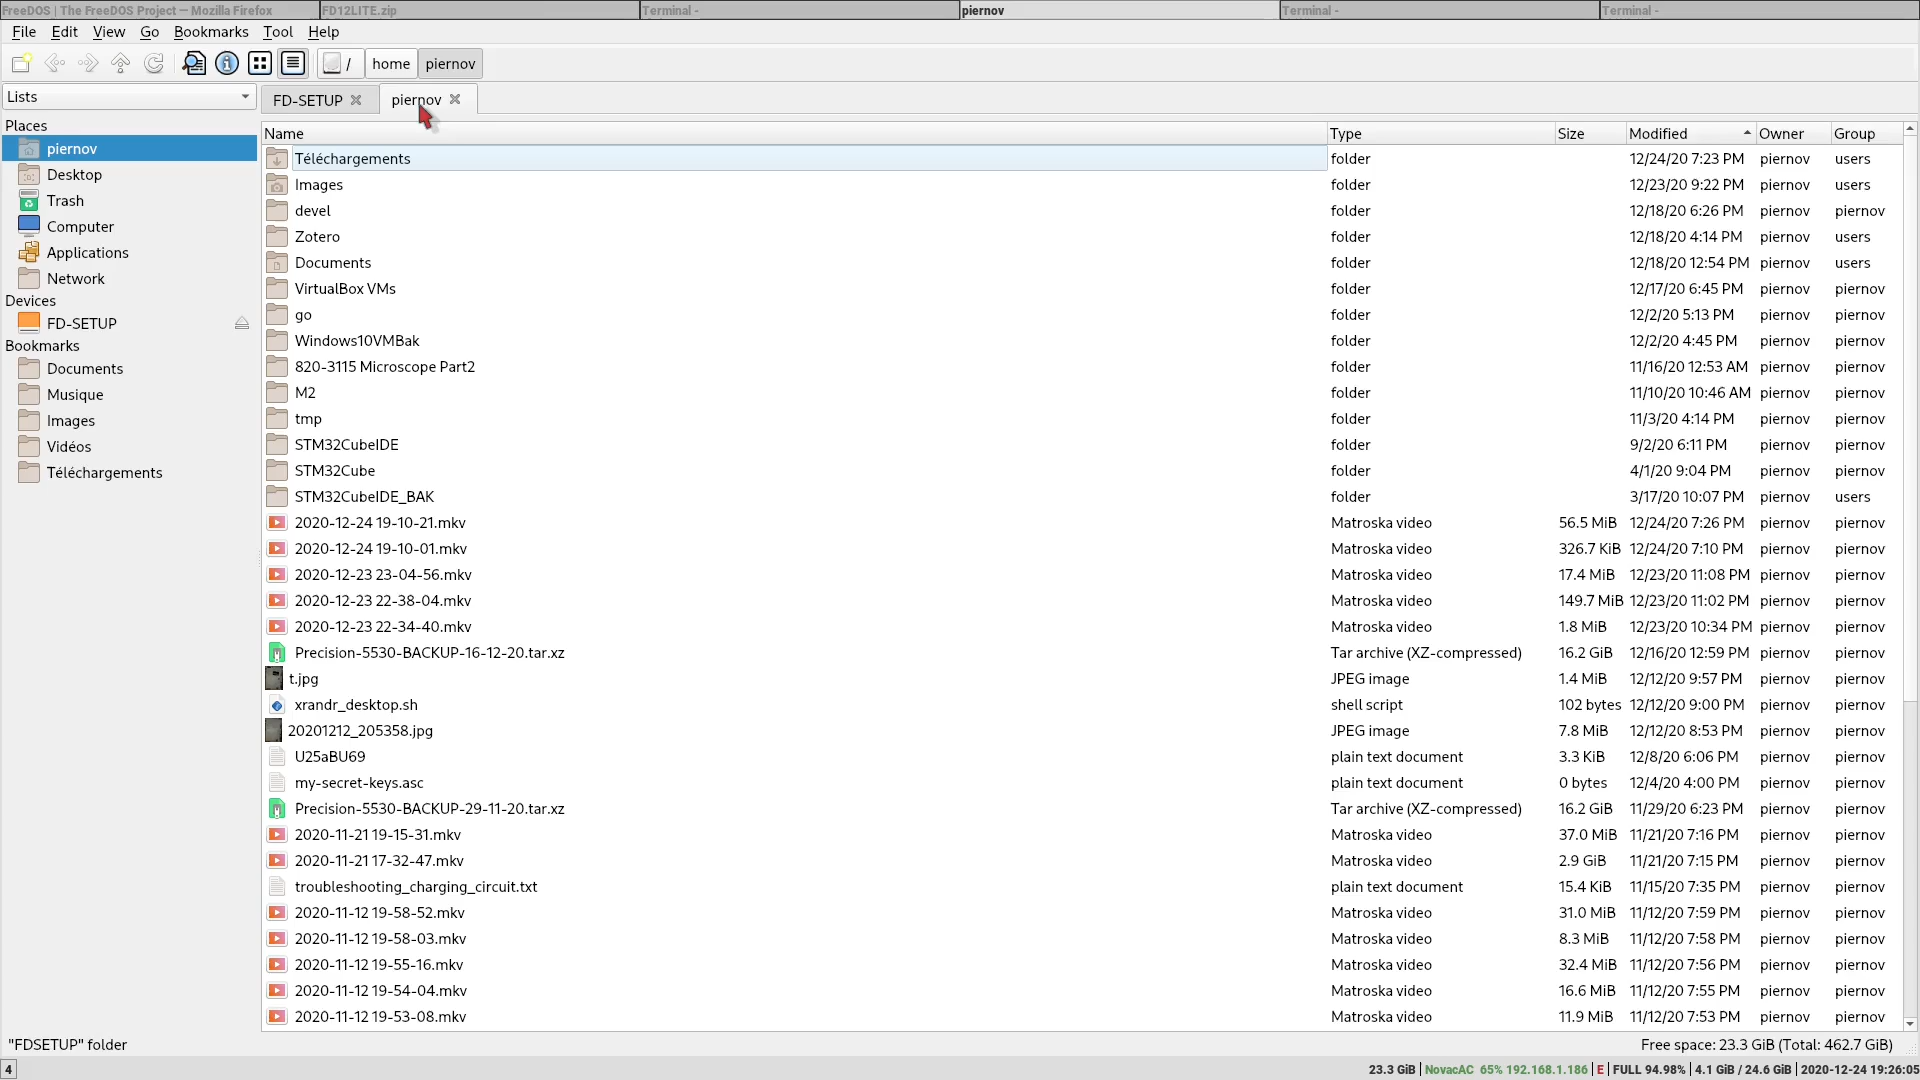 FreeDOS | The FreeDOS Project — Mozilla Firefox FD12LITE.zip Terminal - piernov Terminal - Terminal -
File Edit View Go Bookmarks Tool Help
/ home piernov
Lists
FD-SETUP piernov
Places
piernov
Desktop
Trash
Computer
Applications
Network
Devices
FD-SETUP
Bookmarks
Documents
Musique
Images
Vidéos
Téléchargements
Name Type Size Modified Owner Group
Téléchargements folder 12/24/20 7:23 PM piernov users
Images folder 12/23/20 9:22 PM piernov users
devel folder 12/18/20 6:26 PM piernov piernov
Zotero folder 12/18/20 4:14 PM piernov users
Documents folder 12/18/20 12:54 PM piernov users
VirtualBox VMs folder 12/17/20 6:45 PM piernov piernov
go folder 12/2/20 5:13 PM piernov piernov
Windows10VMBak folder 12/2/20 4:45 PM piernov piernov
820-3115 Microscope Part2 folder 11/16/20 12:53 AM piernov piernov
M2 folder 11/10/20 10:46 AM piernov piernov
tmp folder 11/3/20 4:14 PM piernov piernov
STM32CubeIDE folder 9/2/20 6:11 PM piernov piernov
STM32Cube folder 4/1/20 9:04 PM piernov piernov
STM32CubeIDE_BAK folder 3/17/20 10:07 PM piernov users
2020-12-24 19-10-21.mkv Matroska video 56.5 MiB 12/24/20 7:26 PM piernov piernov
2020-12-24 19-10-01.mkv Matroska video 326.7 KiB 12/24/20 7:10 PM piernov piernov
2020-12-23 23-04-56.mkv Matroska video 17.4 MiB 12/23/20 11:08 PM piernov piernov
2020-12-23 22-38-04.mkv Matroska video 149.7 MiB 12/23/20 11:02 PM piernov piernov
2020-12-23 22-34-40.mkv Matroska video 1.8 MiB 12/23/20 10:34 PM piernov piernov
Precision-5530-BACKUP-16-12-20.tar.xz Tar archive (XZ-compressed) 16.2 GiB 12/16/20 12:59 PM piernov piernov
t.jpg JPEG image 1.4 MiB 12/12/20 9:57 PM piernov piernov
xrandr_desktop.sh shell script 102 bytes 12/12/20 9:00 PM piernov piernov
20201212_205358.jpg JPEG image 7.8 MiB 12/12/20 8:53 PM piernov piernov
U25aBU69 plain text document 3.3 KiB 12/8/20 6:06 PM piernov piernov
my-secret-keys.asc plain text document 0 bytes 12/4/20 4:00 PM piernov piernov
Precision-5530-BACKUP-29-11-20.tar.xz Tar archive (XZ-compressed) 16.2 GiB 11/29/20 6:23 PM piernov piernov
2020-11-21 19-15-31.mkv Matroska video 37.0 MiB 11/21/20 7:16 PM piernov piernov
2020-11-21 17-32-47.mkv Matroska video 2.9 GiB 11/21/20 7:15 PM piernov piernov
troubleshooting_charging_circuit.txt plain text document 15.4 KiB 11/15/20 7:35 PM piernov piernov
2020-11-12 19-58-52.mkv Matroska video 31.0 MiB 11/12/20 7:59 PM piernov piernov
2020-11-12 19-58-03.mkv Matroska video 8.3 MiB 11/12/20 7:58 PM piernov piernov
2020-11-12 19-55-16.mkv Matroska video 32.4 MiB 11/12/20 7:56 PM piernov piernov
2020-11-12 19-54-04.mkv Matroska video 16.6 MiB 11/12/20 7:55 PM piernov piernov
2020-11-12 19-53-08.mkv Matroska video 11.9 MiB 11/12/20 7:53 PM piernov piernov
"FDSETUP" folder Free space: 23.3 GiB (Total: 462.7 GiB)
4 23.3 GiB | NovacAC 65% 192.168.1.186 | E | FULL 94.98% | 4.1 GiB / 24.6 GiB | 2020-12-24 19:26:05